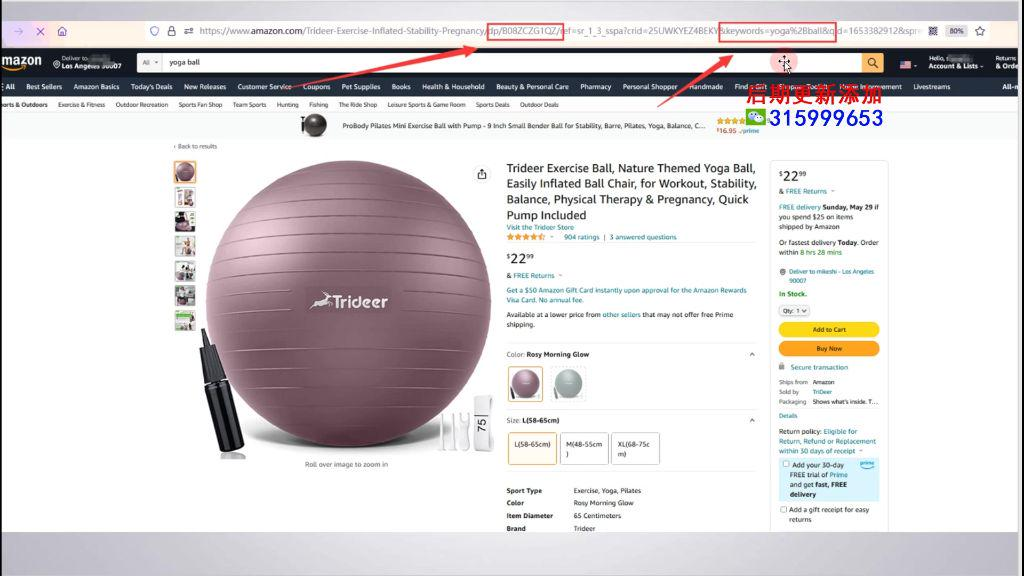 https://www.amazon.com/Trideer-Exercise-Inflated-Stability-Pregnancy/dp/B08ZCZG1QZ/ref=sr_1_3_sspa?crid=25UWKYEZ4BEKY&keywords=yoga%2Bball&qid=1653382912&spre
80%
amazon
Deliver to
Los Angeles 90007
All
yoga ball
Hello,
Account & Lists
Returns
& Orde
All
Best Sellers
Amazon Basics
Today's Deals
New Releases
Customer Service
Coupons
Pet Supplies
Books
Health & Household
Beauty & Personal Care
Pharmacy
Personal Shopper
Handmade
Livestreams
后期更新添加
315999653
orts & Outdoors
Exercise & Fitness
Outdoor Recreation
Sports Fan Shop
Team Sports
Hunting
Fishing
The Ride Shop
Leisure Sports & Game Room
Sports Deals
Outdoor Deals
ProBody Pilates Mini Exercise Ball with Pump - 9 Inch Small Bender Ball for Stability, Barre, Pilates, Yoga, Balance, C...
$16.95 prime
‹ Back to results
Trideer
75
Roll over image to zoom in
Trideer Exercise Ball, Nature Themed Yoga Ball,
Easily Inflated Ball Chair, for Workout, Stability,
Balance, Physical Therapy & Pregnancy, Quick
Pump Included
Visit the Trideer Store
904 ratings | 3 answered questions
$22 99
& FREE Returns
Get a $50 Amazon Gift Card instantly upon approval for the Amazon Rewards
Visa Card. No annual fee.
Available at a lower price from other sellers that may not offer free Prime
shipping.
Color: Rosy Morning Glow
Size: L(58-65cm)
L(58-65cm)
M(48-55cm
)
XL(68-75c
m)
Sport Type Exercise, Yoga, Pilates
Color Rosy Morning Glow
Item Diameter 65 Centimeters
Brand Trideer
$22 99
& FREE Returns
FREE delivery Sunday, May 29 if
you spend $25 on items
shipped by Amazon
Or fastest delivery Today. Order
within 8 hrs 28 mins
Deliver to mikeshi - Los Angeles
90007
In Stock.
Qty: 1
Add to Cart
Buy Now
Secure transaction
Ships from Amazon
Sold by TriDeer
Packaging Shows what's inside. T...
Details
Return policy: Eligible for
Return, Refund or Replacement
within 30 days of receipt
Add your 30-day
FREE trial of Prime
and get fast, FREE
delivery
prime
Add a gift receipt for easy
returns